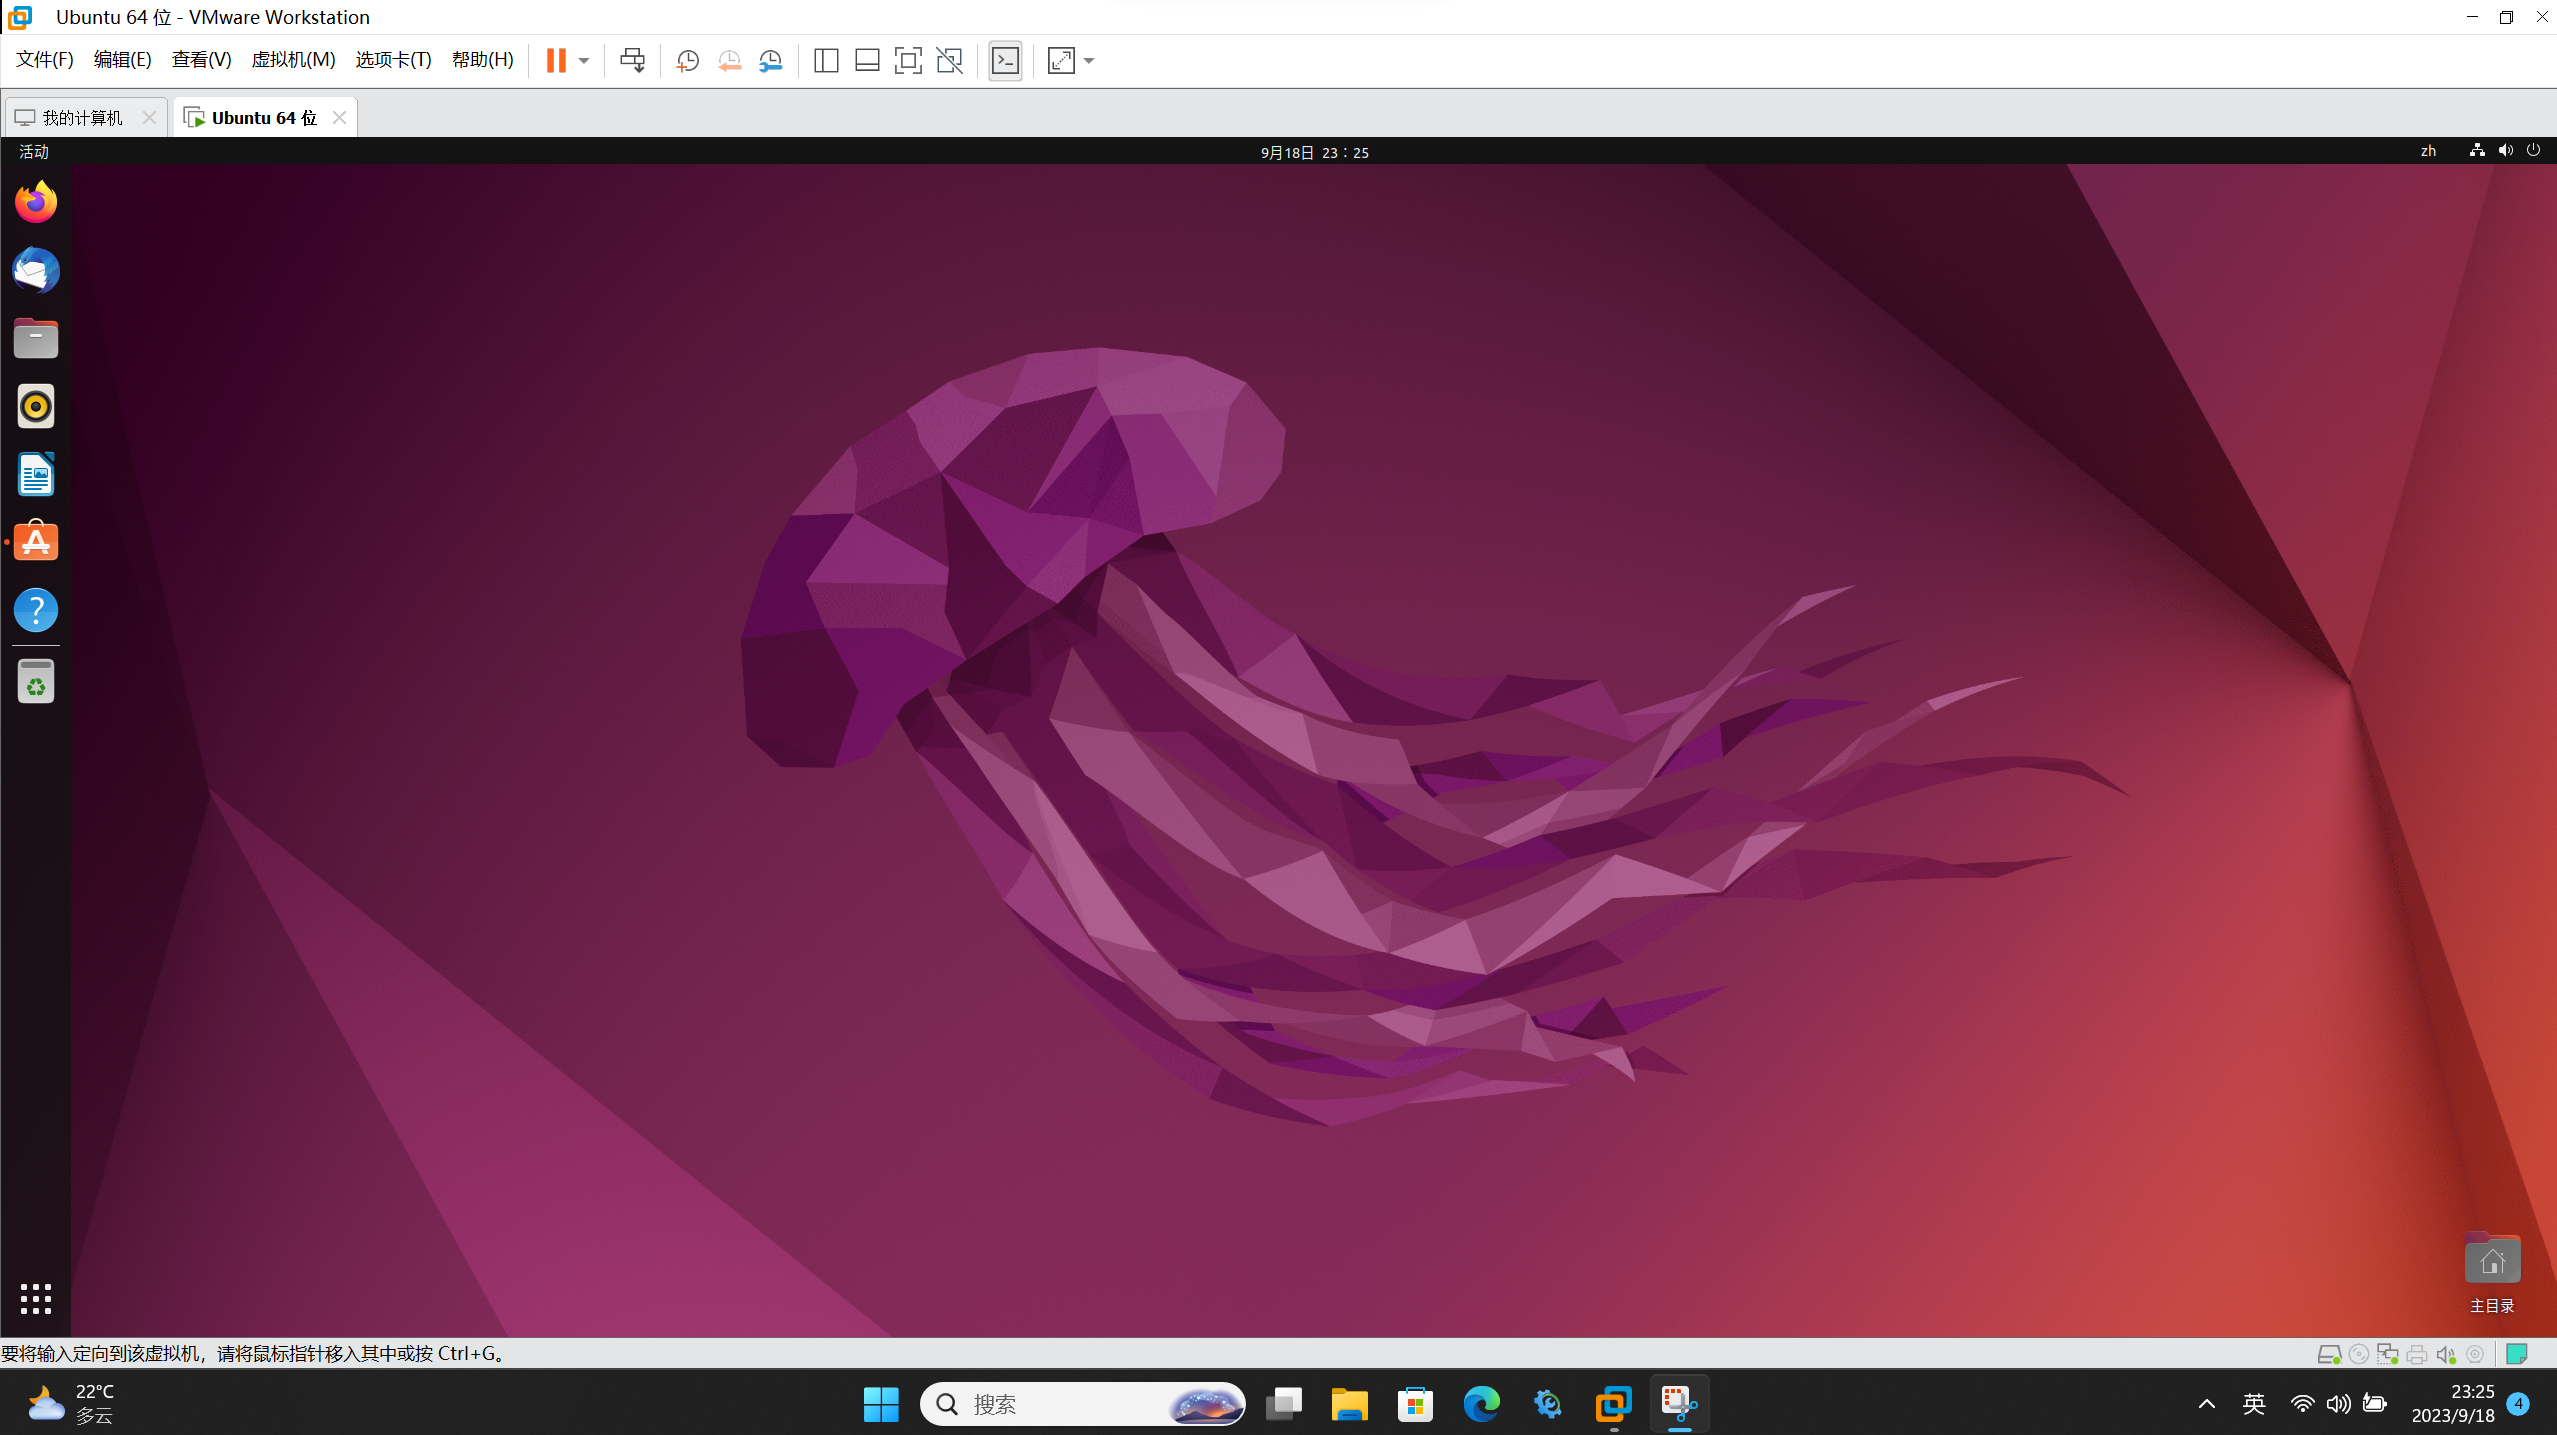 Ubuntu 64 位 - VMware Workstation
文件(F) 编辑(E) 查看(V) 虚拟机(M) 选项卡(T) 帮助(H)
我的计算机 Ubuntu 64 位
活动 9月18日 23：25 zh
主目录
要将输入定向到该虚拟机，请将鼠标指针移入其中或按 Ctrl+G。
22°C
多云
搜索
英
23:25
2023/9/18
4